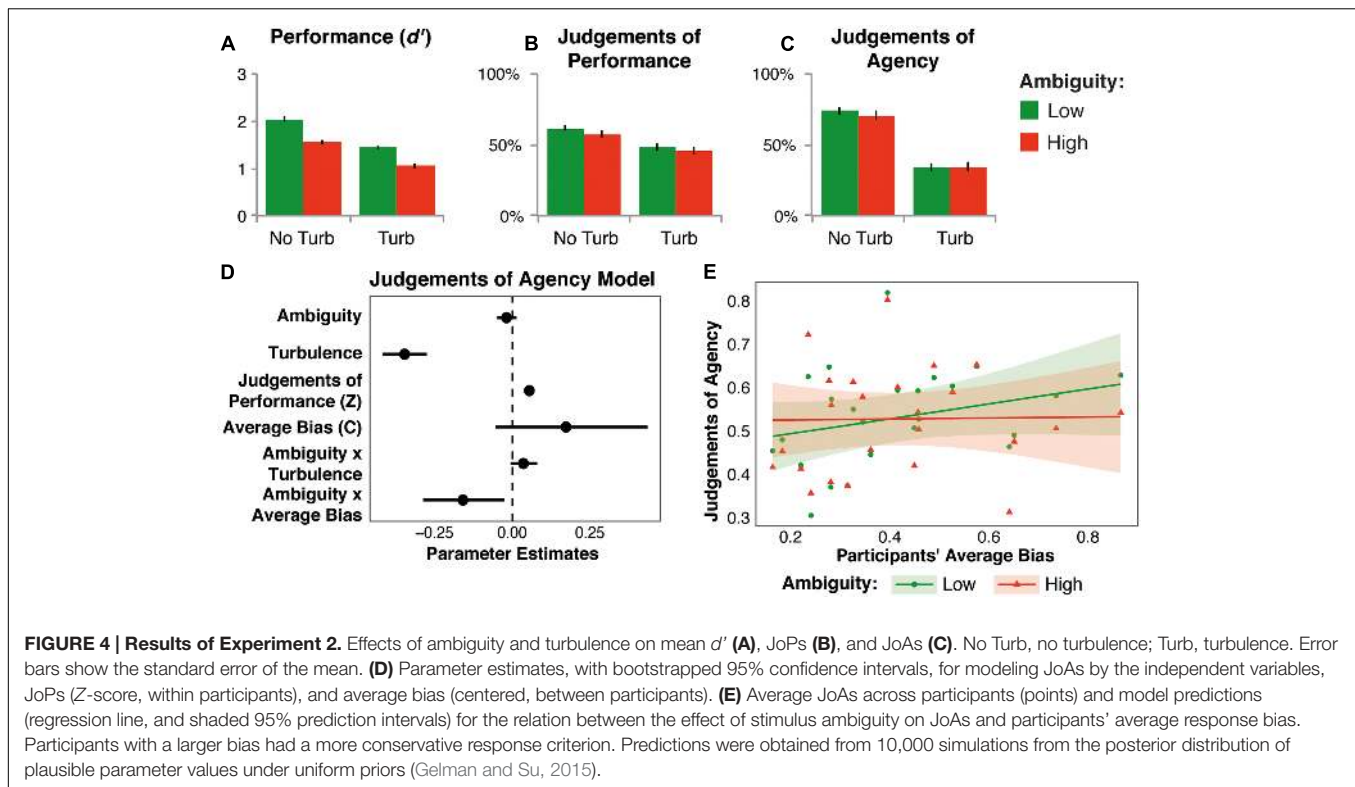 A Performance (d') B Judgements of Performance C Judgements of Agency
3
2
1
0
No Turb Turb
100%
50%
0%
No Turb Turb
100%
50%
0%
No Turb Turb
Ambiguity:
Low
High
D Judgements of Agency Model
Ambiguity
Turbulence
Judgements of
Performance (Z)
Average Bias (C)
Ambiguity x
Turbulence
Ambiguity x
Average Bias
−0.25 0.00 0.25
Parameter Estimates
E
Judgements of Agency
0.8
0.7
0.6
0.5
0.4
0.3
0.2 0.4 0.6 0.8
Participants' Average Bias
Ambiguity: Low High
FIGURE 4 | Results of Experiment 2. Effects of ambiguity and turbulence on mean d' (A), JoPs (B), and JoAs (C). No Turb, no turbulence; Turb, turbulence. Error
bars show the standard error of the mean. (D) Parameter estimates, with bootstrapped 95% confidence intervals, for modeling JoAs by the independent variables,
JoPs (Z-score, within participants), and average bias (centered, between participants). (E) Average JoAs across participants (points) and model predictions
(regression line, and shaded 95% prediction intervals) for the relation between the effect of stimulus ambiguity on JoAs and participants' average response bias.
Participants with a larger bias had a more conservative response criterion. Predictions were obtained from 10,000 simulations from the posterior distribution of
plausible parameter values under uniform priors (Gelman and Su, 2015).